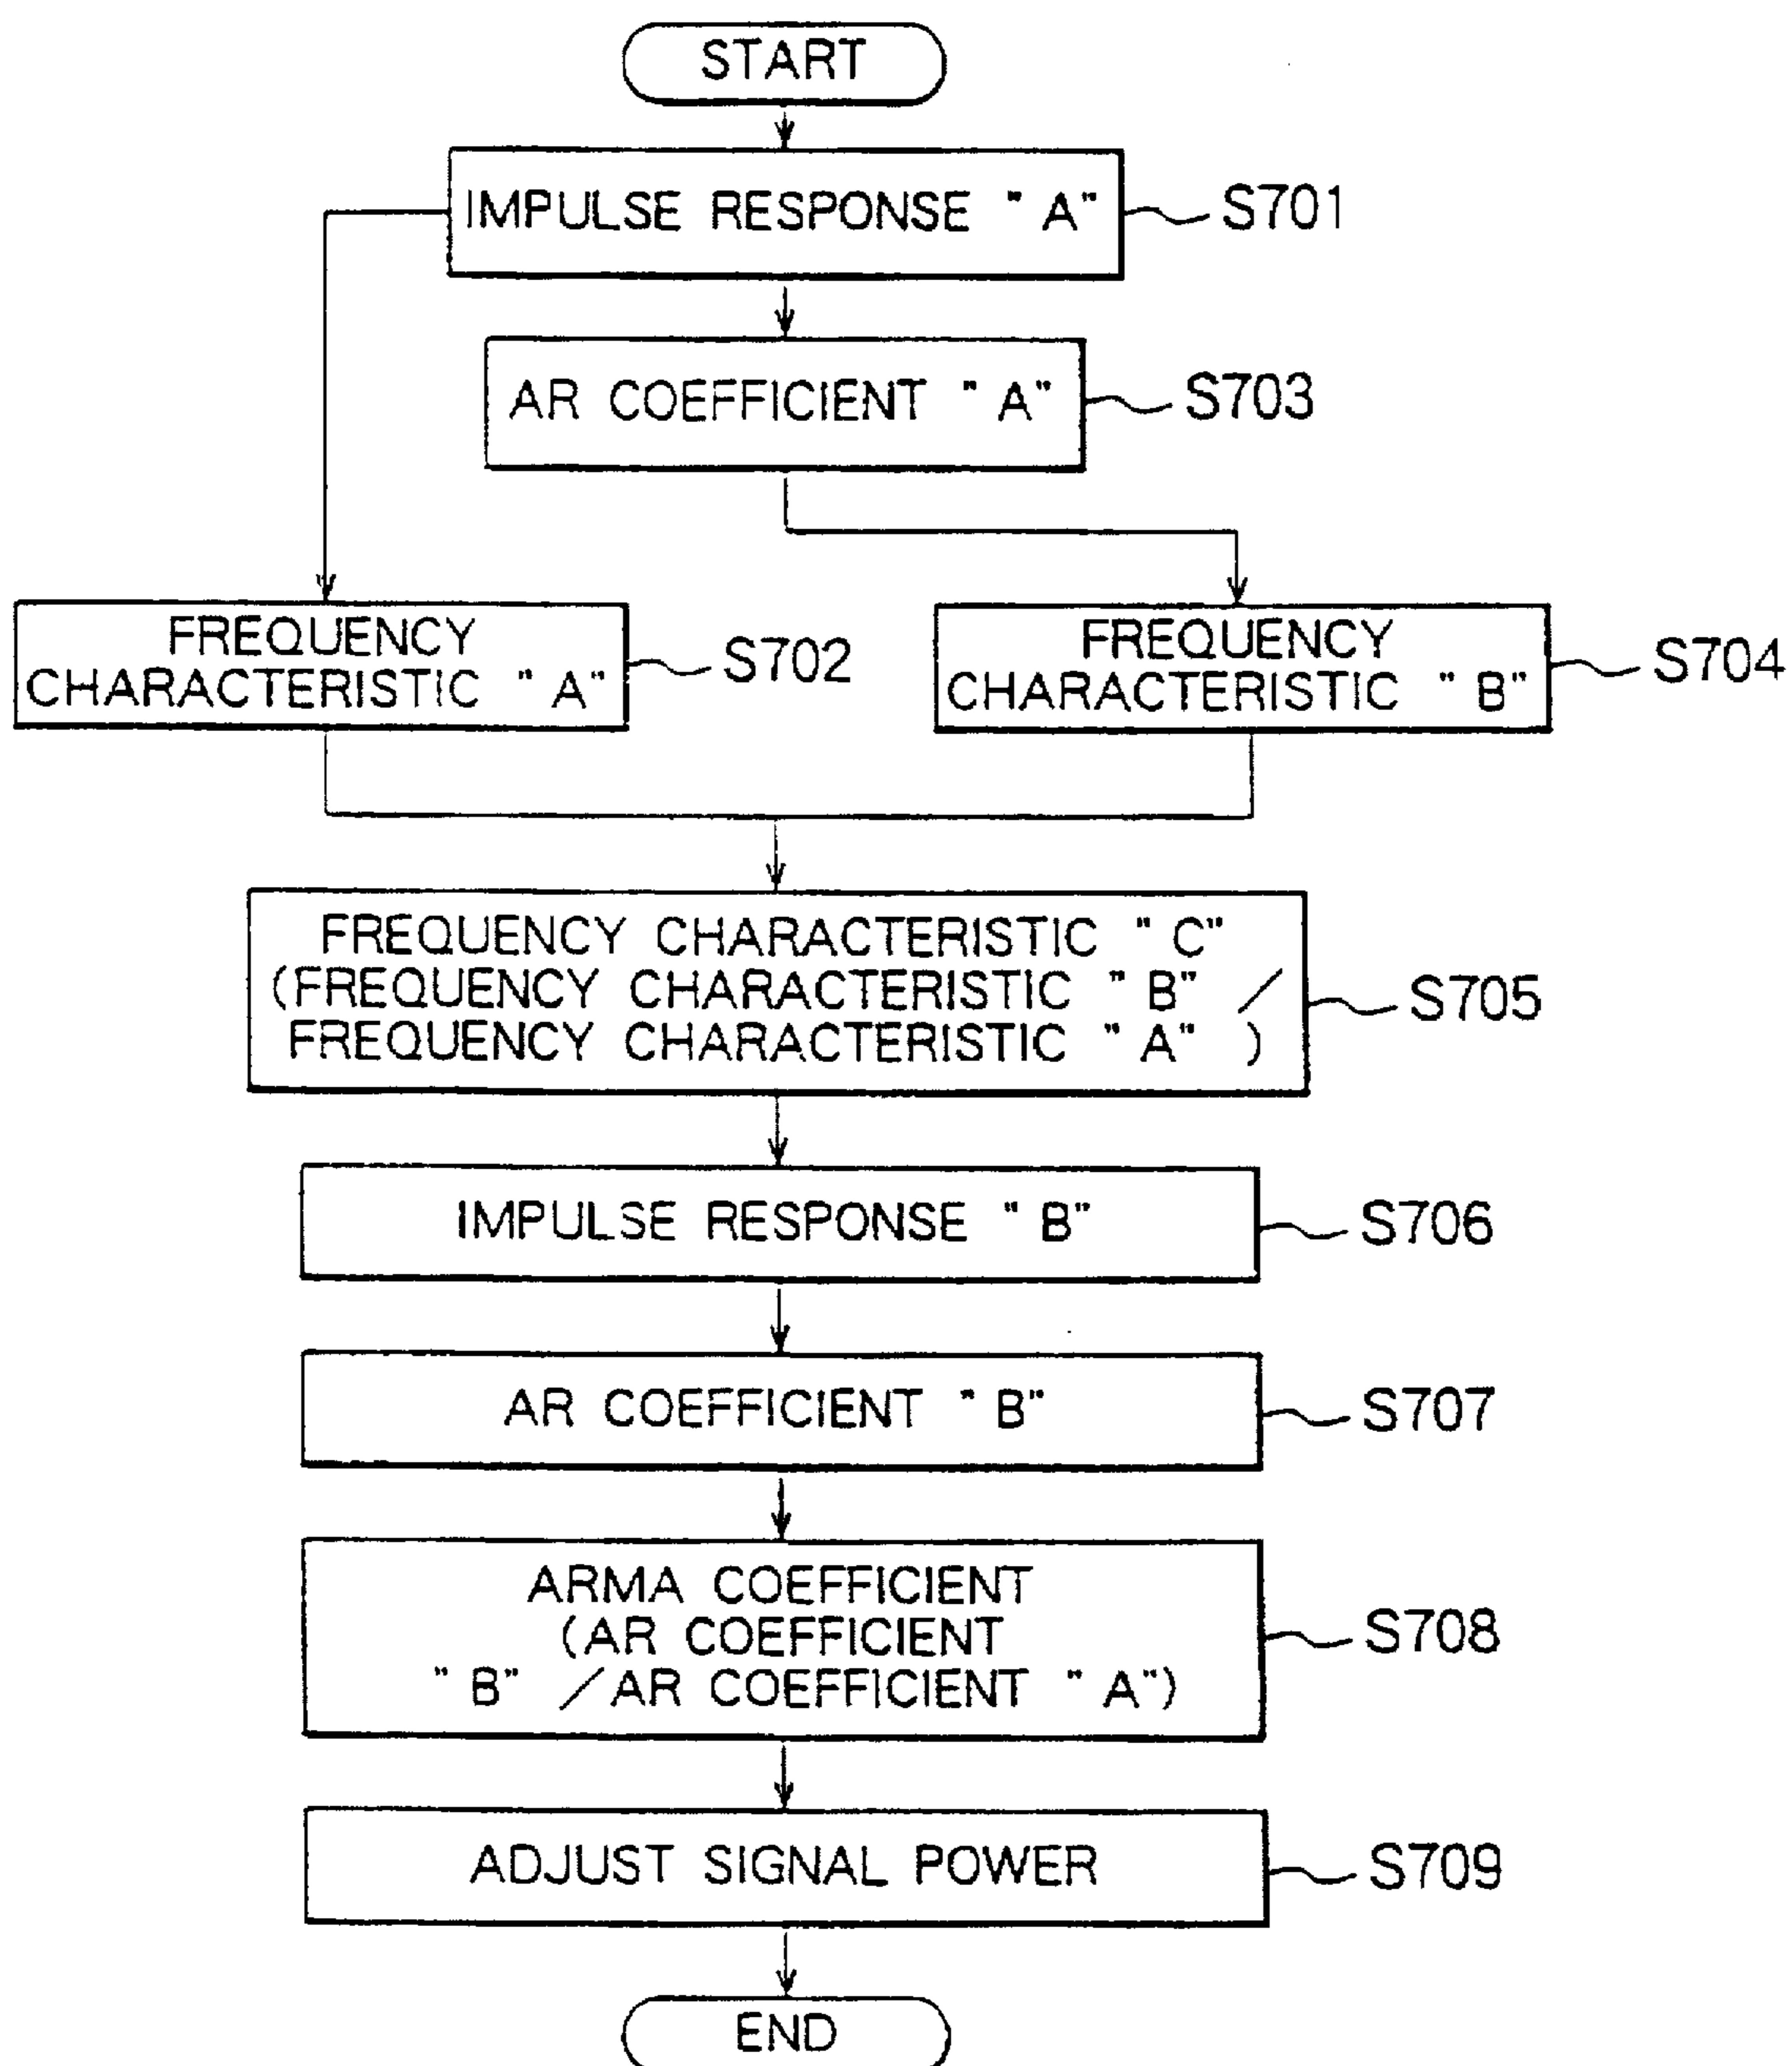 START
IMPULSE RESPONSE "A"
S701
AR COEFFICIENT "A"
S703
FREQUENCY
CHARACTERISTIC "A"
S702
FREQUENCY
CHARACTERISTIC "B"
S704
FREQUENCY CHARACTERISTIC "C"
(FREQUENCY CHARACTERISTIC "B" /
FREQUENCY CHARACTERISTIC "A" )
S705
IMPULSE RESPONSE "B"
S706
AR COEFFICIENT "B"
S707
ARMA COEFFICIENT
(AR COEFFICIENT
"B" /AR COEFFICIENT "A")
S708
ADJUST SIGNAL POWER
S709
END